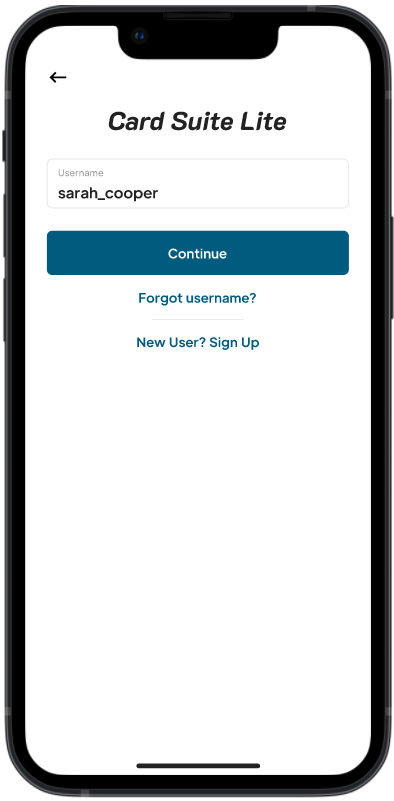 Card Suite Lite
Username
sarah_cooper
Continue
Forgot username?
New User? Sign Up